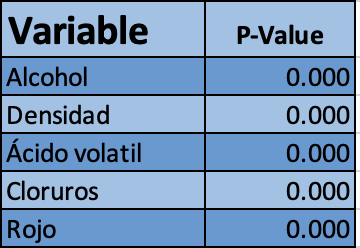 Variable P-Value
Alcohol 0.000
Densidad 0.000
Ácido volatil 0.000
Cloruros 0.000
Rojo 0.000